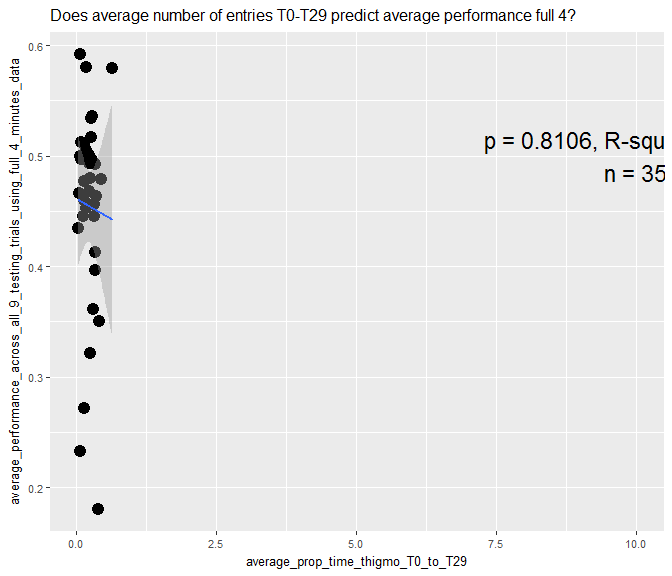 Does average number of entries T0-T29 predict average performance full 4?
average_performance_across_all_9_testing_trials_using_full_4_minutes_data
0.6
0.5
0.4
0.3
0.2
p = 0.8106, R-squ
n = 35
0.0 2.5 5.0 7.5 10.0
average_prop_time_thigmo_T0_to_T29